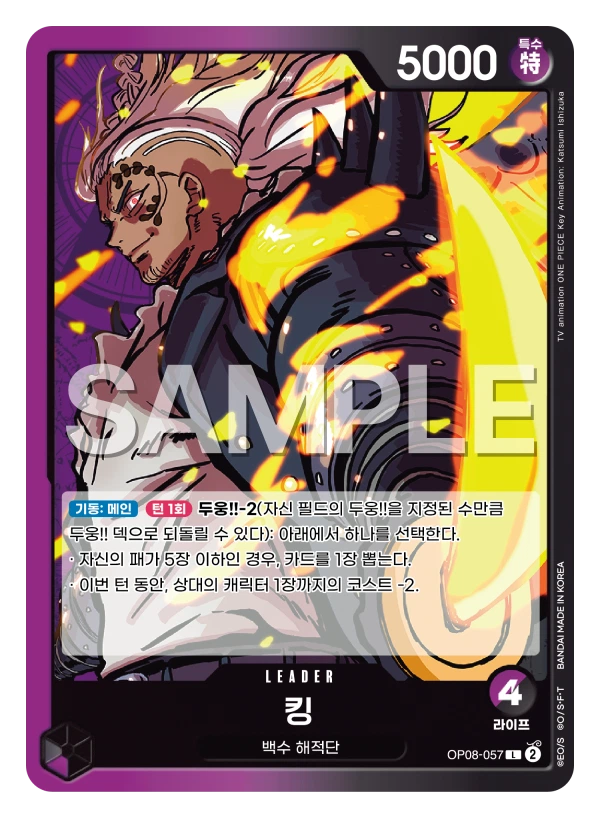 5000
특수
特
TV animation ONE PIECE Key Animation: Katsumi Ishizuka
SAMPLE
기동: 메인 턴 1회 두웅!!-2(자신 필드의 두웅!!을 지정된 수만큼
두웅!! 덱으로 되돌릴 수 있다): 아래에서 하나를 선택한다.
· 자신의 패가 5장 이하인 경우, 카드를 1장 뽑는다.
· 이번 턴 동안, 상대의 캐릭터 1장까지의 코스트 -2.
LEADER
킹
4
라이프
백수 해적단
OP08-057 L 2
©EO/S ©O/S·F·T BANDAI MADE IN KOREA